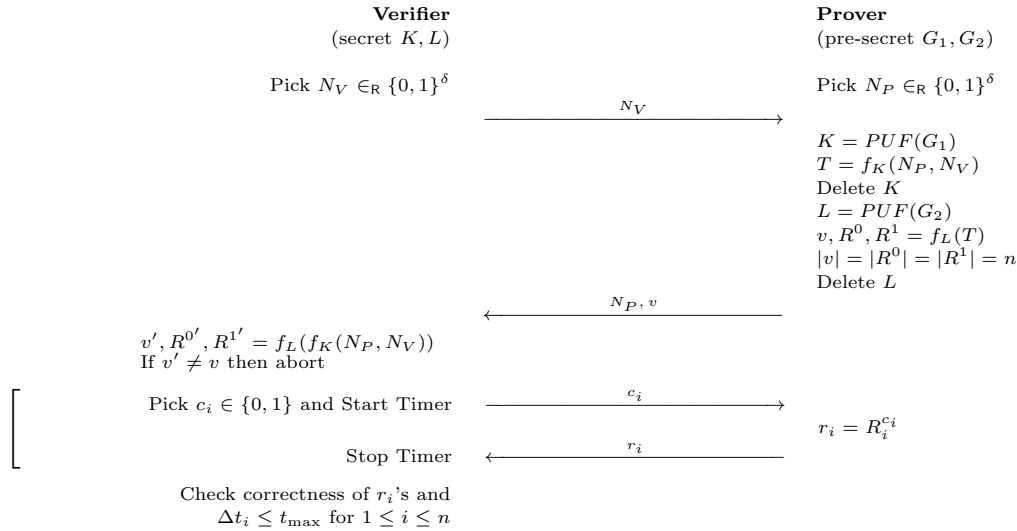 Verifier
(secret K, L)
Prover
(pre-secret G₁, G₂)
Pick N_V ∈_R {0, 1}^δ
Pick N_P ∈_R {0, 1}^δ
N_V
K = PUF(G₁)
T = f_K(N_P, N_V)
Delete K
L = PUF(G₂)
v, R⁰, R¹ = f_L(T)
|v| = |R⁰| = |R¹| = n
Delete L
N_P, v
v′, R⁰′, R¹′ = f_L(f_K(N_P, N_V))
If v′ ≠ v then abort
Pick c_i ∈ {0, 1} and Start Timer
c_i
r_i = R_i^{c_i}
Stop Timer
r_i
Check correctness of r_i's and
Δt_i ≤ t_max for 1 ≤ i ≤ n